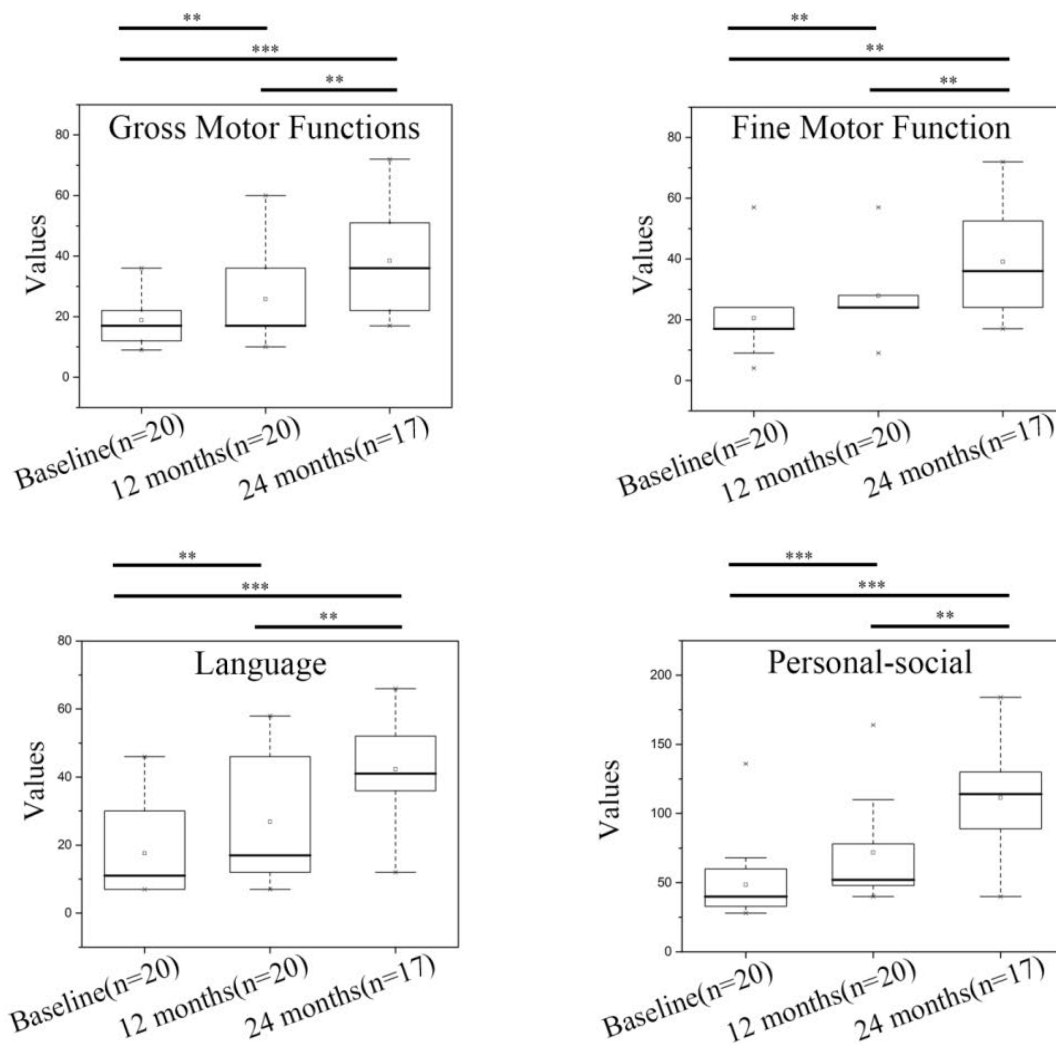 **
***
**
Gross Motor Functions
Values
80
60
40
20
0
Baseline(n=20)
12 months(n=20)
24 months(n=17)
**
**
**
Fine Motor Function
Values
80
60
40
20
0
Baseline(n=20)
12 months(n=20)
24 months(n=17)
**
***
**
Language
Values
80
60
40
20
0
Baseline(n=20)
12 months(n=20)
24 months(n=17)
***
***
**
Personal-social
Values
200
150
100
50
0
Baseline(n=20)
12 months(n=20)
24 months(n=17)